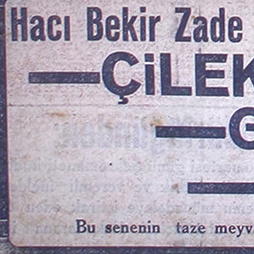 Hacı Bekir Zade
—ÇİLEK
—G
—
Bu senenin taze meyv